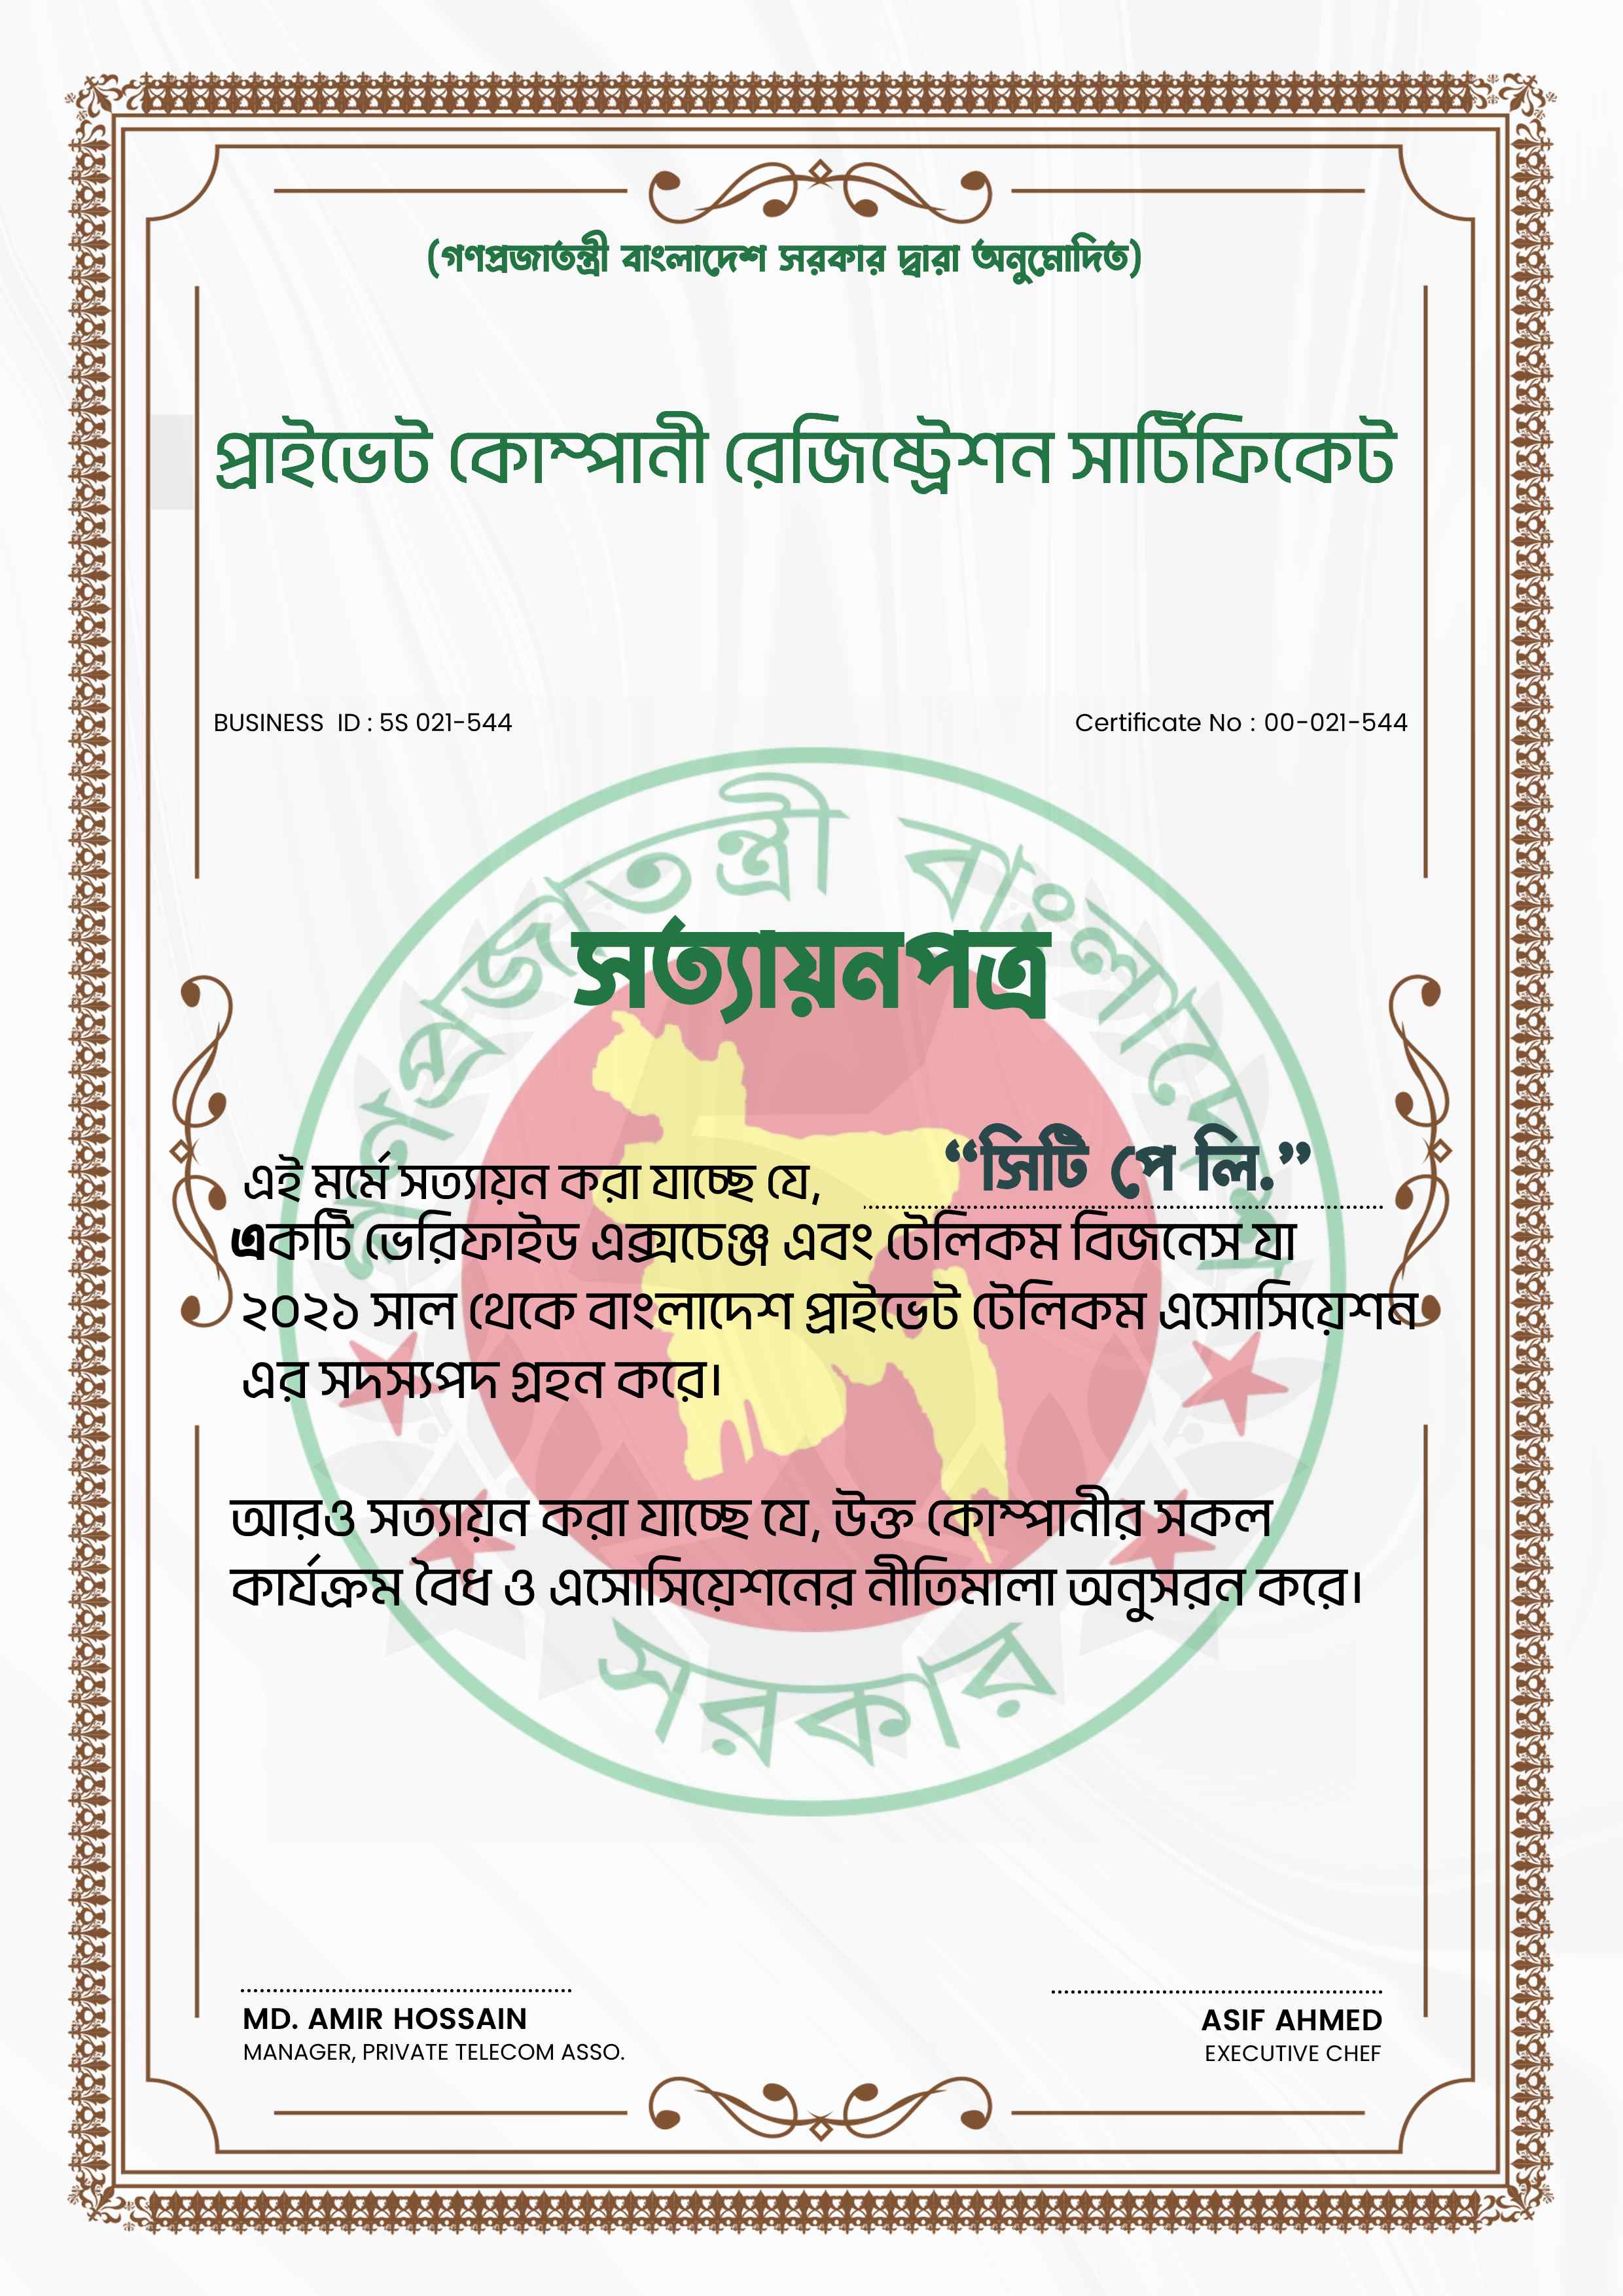 (গণপ্রজাতন্ত্রী বাংলাদেশ সরকার দ্বারা অনুমোদিত)
প্রাইভেট কোম্পানী রেজিষ্ট্রেশন সার্টিফিকেট
BUSINESS ID : 5S 021-544
Certificate No : 00-021-544
গণপ্রজাতন্ত্রী বাংলাদেশ
সত্যায়নপত্র
এই মর্মে সত্যায়ন করা যাচ্ছে যে, “সিটি পে লি.”
একটি ভেরিফাইড এক্সচেঞ্জ এবং টেলিকম বিজনেস যা
২০২১ সাল থেকে বাংলাদেশ প্রাইভেট টেলিকম এসোসিয়েশন
এর সদস্যপদ গ্রহন করে।
আরও সত্যায়ন করা যাচ্ছে যে, উক্ত কোম্পানীর সকল
কার্যক্রম বৈধ ও এসোসিয়েশনের নীতিমালা অনুসরন করে।
সরকার
MD. AMIR HOSSAIN
MANAGER, PRIVATE TELECOM ASSO.
ASIF AHMED
EXECUTIVE CHEF